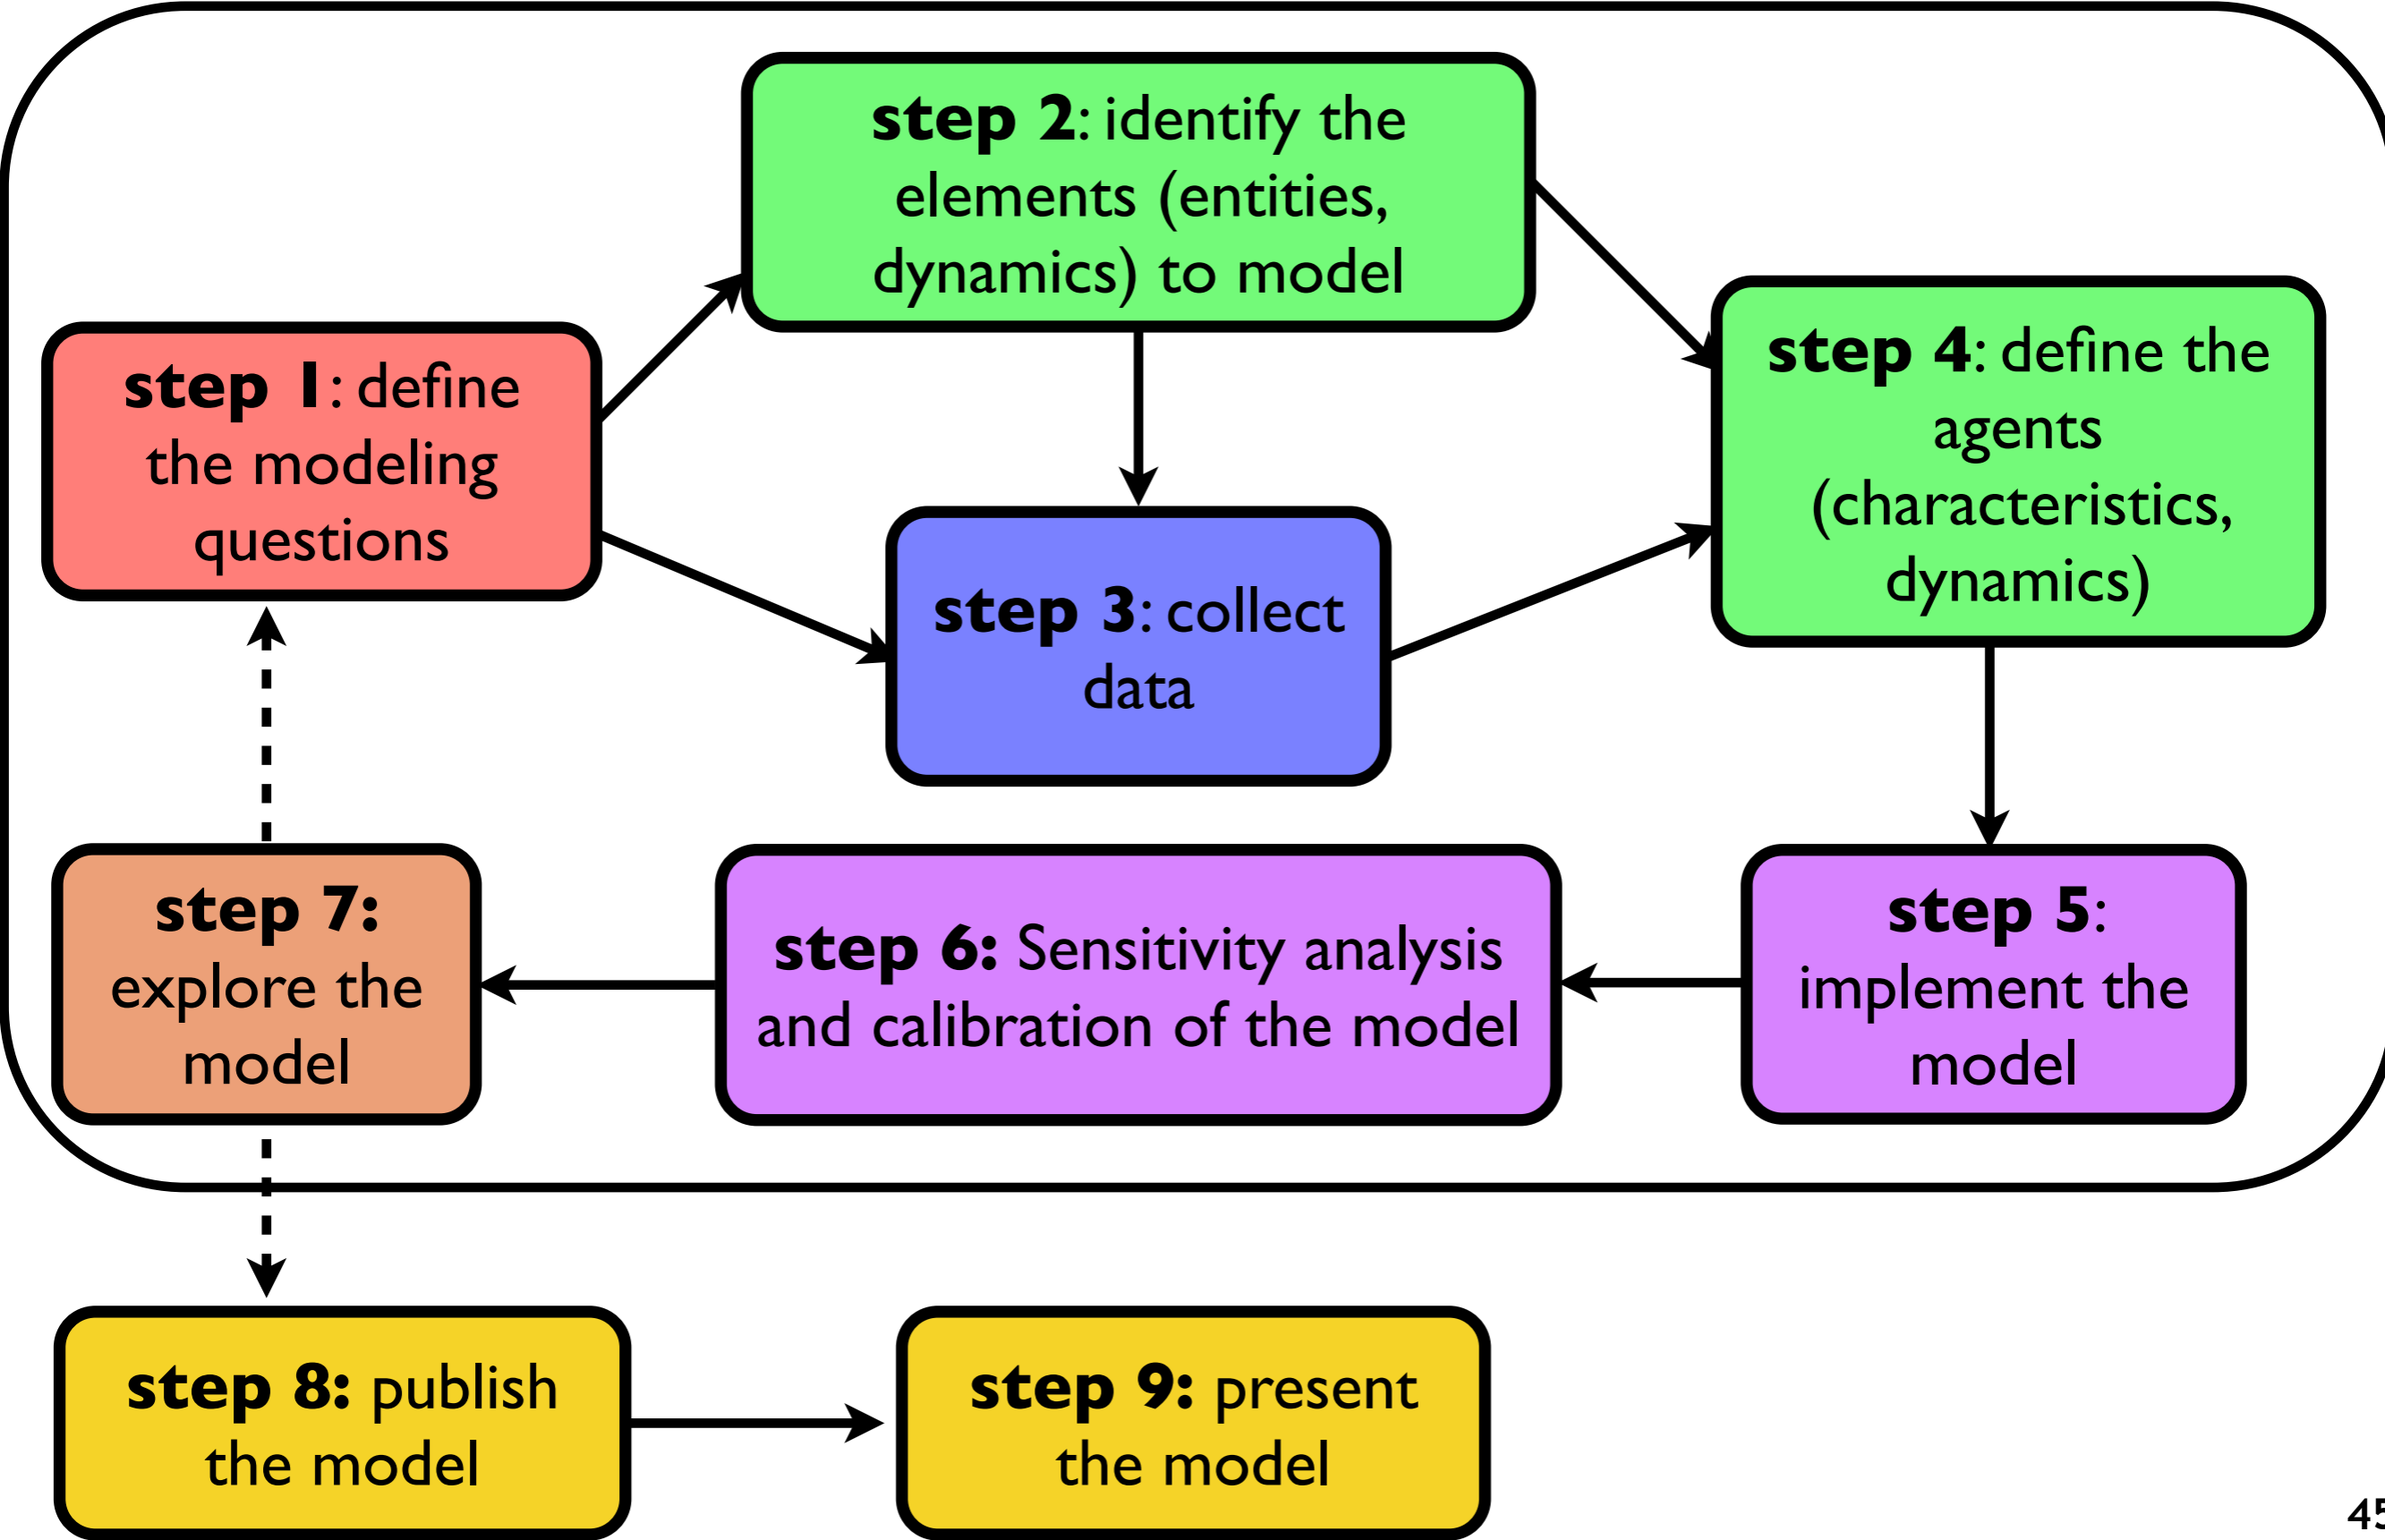 step 1: define
the modeling
questions
step 2: identify the
elements (entities,
dynamics) to model
step 3: collect
data
step 4: define the
agents
(characteristics,
dynamics)
step 5:
implement the
model
step 6: Sensitivity analysis
and calibration of the model
step 7:
explore the
model
step 8: publish
the model
step 9: present
the model
45